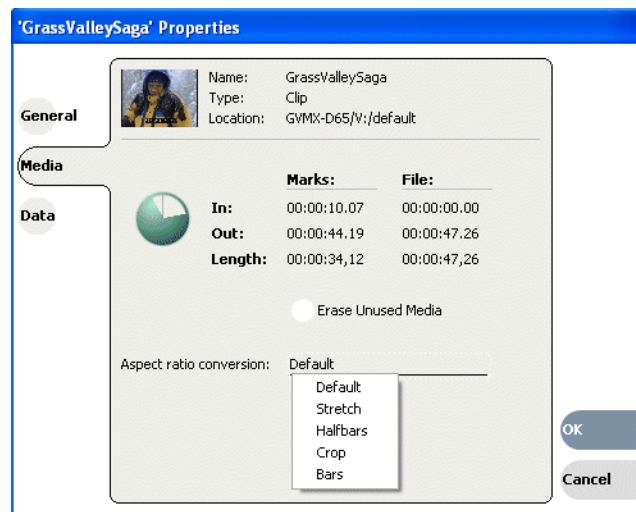 'GrassValleySaga' Properties
General
Media
Data
Name: GrassValleySaga
Type: Clip
Location: GVMX-D65/V:/default
Marks: File:
In: 00:00:10.07 00:00:00.00
Out: 00:00:44.19 00:00:47.26
Length: 00:00:34,12 00:00:47,26
Erase Unused Media
Aspect ratio conversion: Default
Default
Stretch
Halfbars
Crop
Bars
OK
Cancel